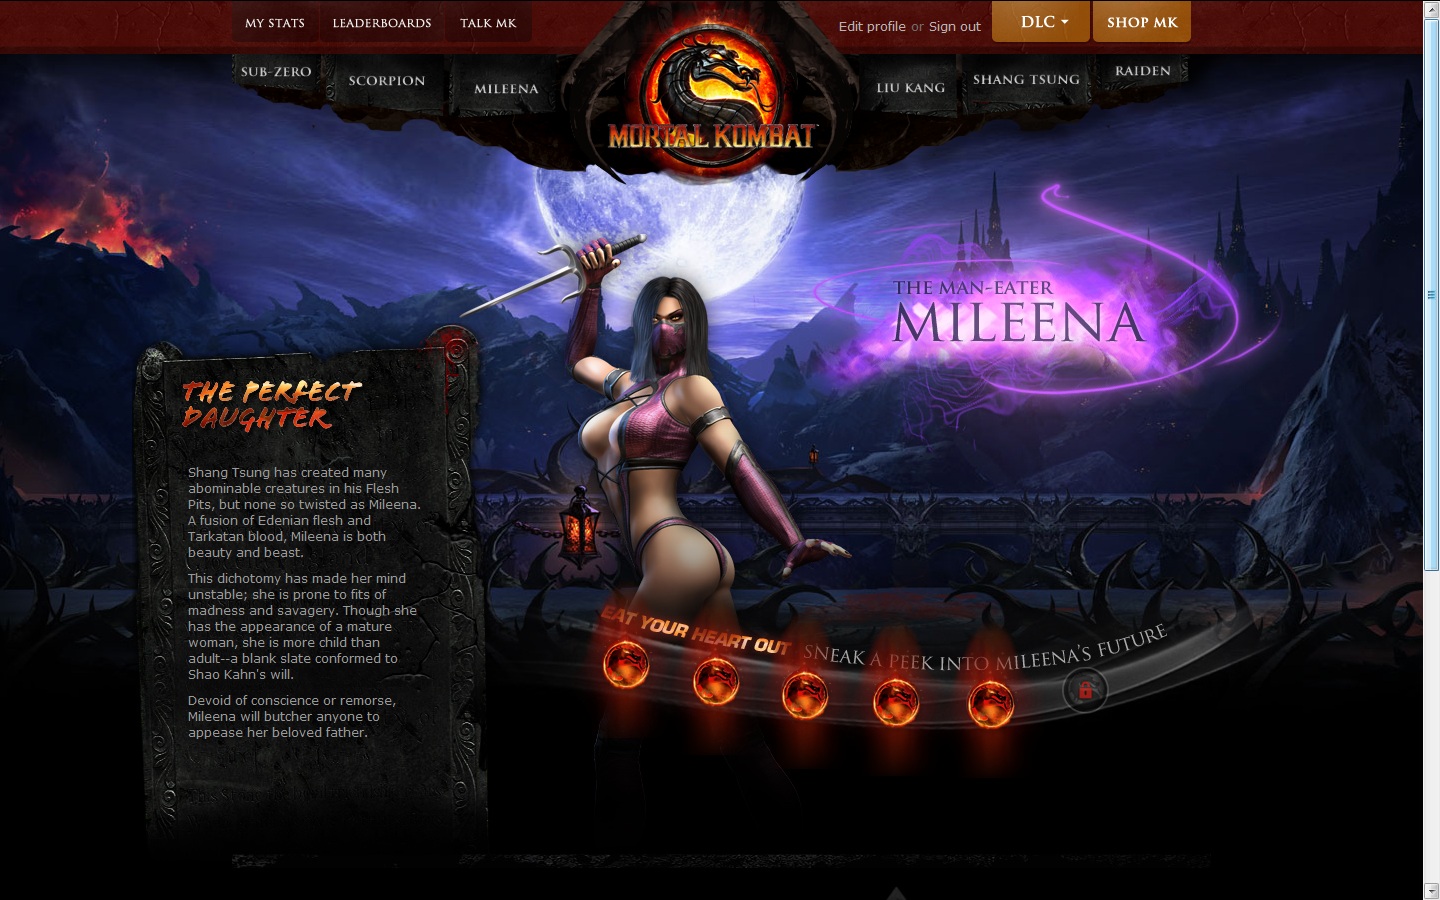 MY STATS
LEADERBOARDS
TALK MK
Edit profile or Sign out
DLC
SHOP MK
SUB-ZERO
SCORPION
MILEENA
MORTAL KOMBAT
LIU KANG
SHANG TSUNG
RAIDEN
THE MAN-EATER
MILEENA
THE PERFECT
DAUGHTER
Shang Tsung has created many
abominable creatures in his Flesh
Pits, but none so twisted as Mileena.
A fusion of Edenian flesh and
Tarkatan blood, Mileena is both
beauty and beast.
This dichotomy has made her mind
unstable; she is prone to fits of
madness and savagery. Though she
has the appearance of a mature
woman, she is more child than
adult--a blank slate conformed to
Shao Kahn's will.
Devoid of conscience or remorse,
Mileena will butcher anyone to
appease her beloved father.
EAT YOUR HEART OUT SNEAK A PEEK INTO MILEENA'S FUTURE